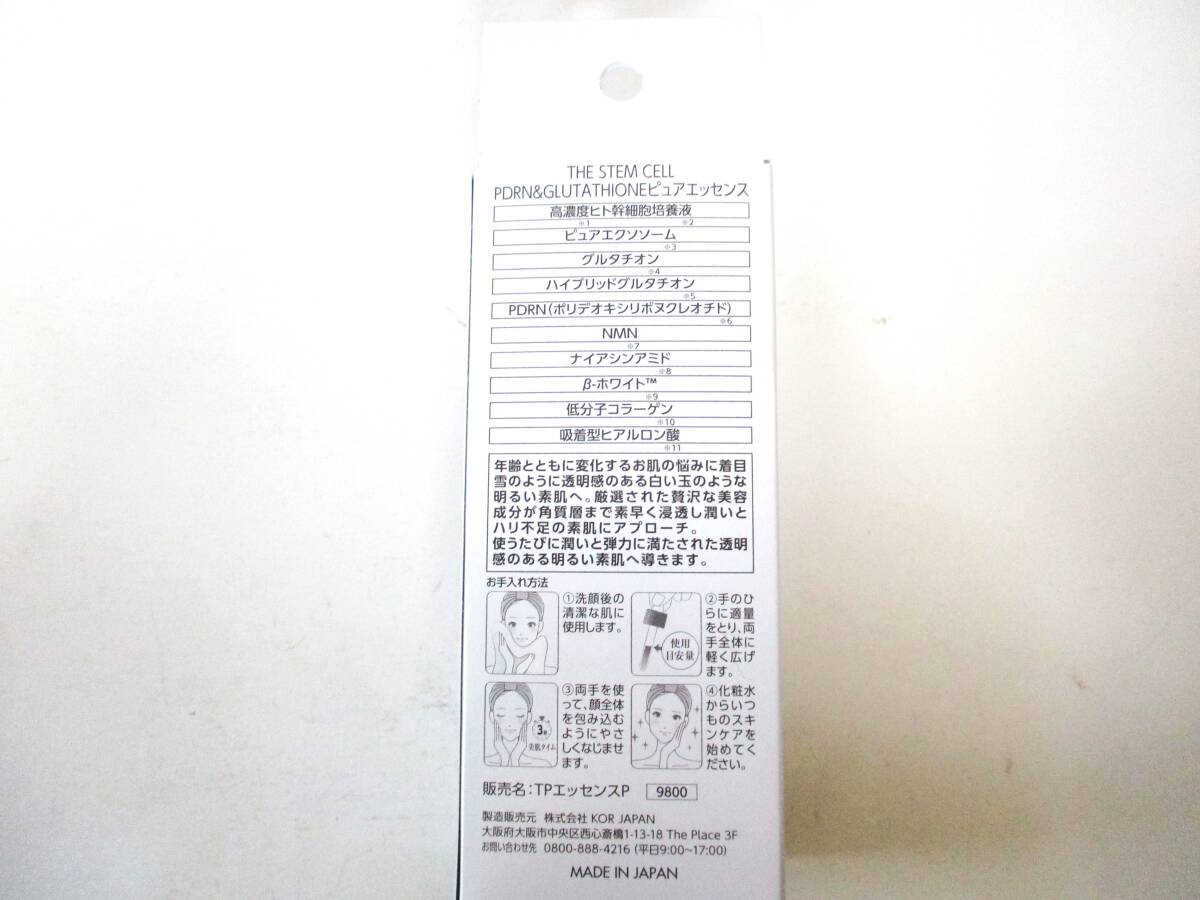 THE STEM CELL
PDRN&GLUTATHIONEピュアエッセンス
高濃度ヒト幹細胞培養液
※1 ※2
ピュアエクソソーム
※3
グルタチオン
※4
ハイブリッドグルタチオン
※5
PDRN(ポリデオキシリボヌクレオチド)
※6
NMN
※7
ナイアシンアミド
※8
β-ホワイト™
※9
低分子コラーゲン
※10
吸着型ヒアルロン酸
※11
年齢とともに変化するお肌の悩みに着目
雪のように透明感のある白い玉のような
明るい素肌へ。厳選された贅沢な美容
成分が角質層まで素早く浸透し潤いと
ハリ不足の素肌にアプローチ。
使うたびに潤いと弾力に満たされた透明
感のある明るい素肌へ導きます。
お手入れ方法
①洗顔後の
清潔な肌に
使用します。
使用
目安量
②手のひ
らに適量
をとり、両
手全体に
軽く広げ
ます。
3秒
美肌タイム
③両手を使
って、顔全体
を包み込む
ようにやさ
しくなじませ
ます。
④化粧水
からいつ
ものスキ
ンケアを
始めてく
ださい。
販売名:TPエッセンスP 9800
製造販売元 株式会社 KOR JAPAN
大阪府大阪市中央区西心斎橋1-13-18 The Place 3F
お問い合わせ先 0800-888-4216 (平日9:00~17:00)
MADE IN JAPAN